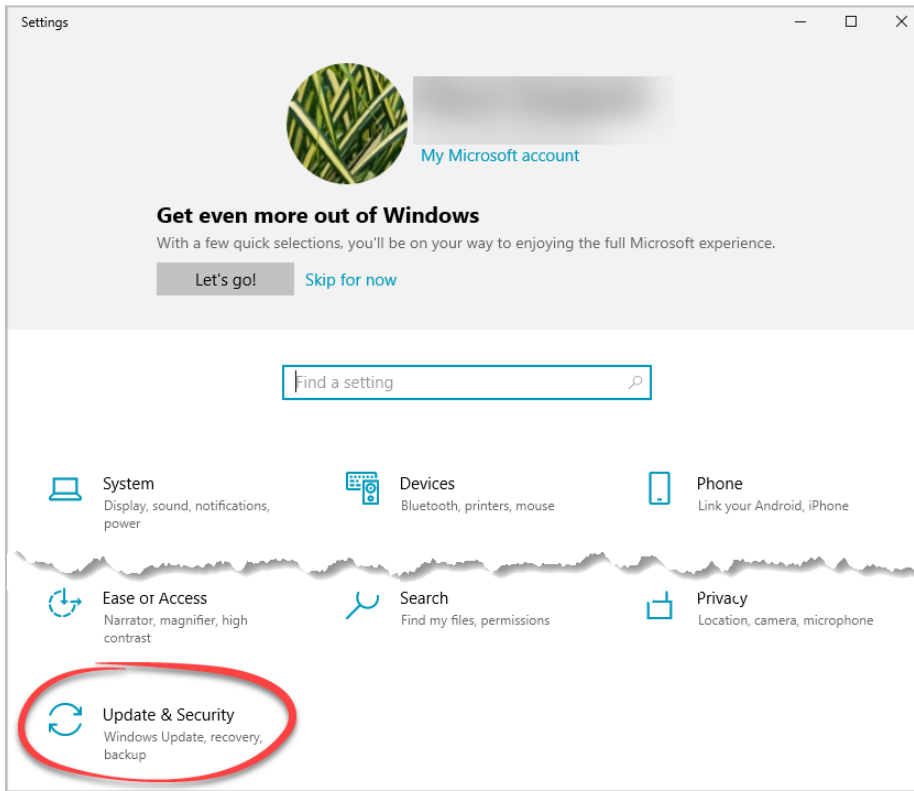 Settings
My Microsoft account
Get even more out of Windows
With a few quick selections, you'll be on your way to enjoying the full Microsoft experience.
Let's go!
Skip for now
Find a setting
System
Display, sound, notifications,
power
Devices
Bluetooth, printers, mouse
Phone
Link your Android, iPhone
Ease of Access
Narrator, magnifier, high
contrast
Search
Find my files, permissions
Privacy
Location, camera, microphone
Update & Security
Windows Update, recovery,
backup